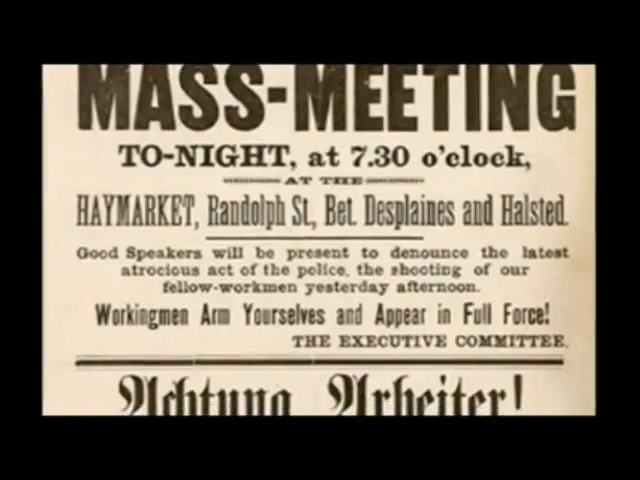 MASS-MEETING
TO-NIGHT, at 7.30 o'clock,
AT THE
HAYMARKET, Randolph St., Bet. Desplaines and Halsted.
Good Speakers will be present to denounce the latest
atrocious act of the police, the shooting of our
fellow-workmen yesterday afternoon.
Workingmen Arm Yourselves and Appear in Full Force!
THE EXECUTIVE COMMITTEE.
Achtung Arbeiter!